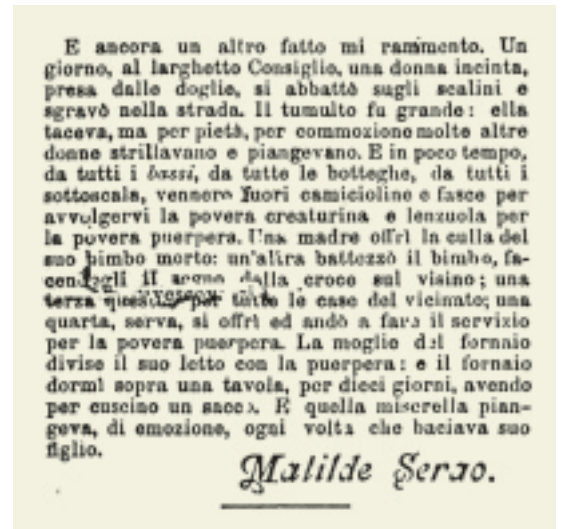 E ancora un altro fatto mi rammento. Un
giorno, al larghetto Consiglio, una donna incinta,
presa dalle doglie, si abbattè sugli scalini e
sgravò nella strada. Il tumulto fu grande: ella
taceva, ma per pietà, per commozione molte altre
donne strillavano e piangevano. E in poco tempo,
da tutti i bassi, da tutte le botteghe, da tutti i
sottoscala, vennero fuori camicioline e fasce per
avvolgervi la povera creaturina e lenzuola per
la povera puerpera. Una madre offrì la culla del
suo bimbo morto: un'altra battezzò il bimbo, fa-
cendogli il segno della croce sul visino; una
terza per tutte le case del vicinato; una
quarta, serva, si offrì ed andò a fare il servizio
per la povera puerpera. La moglie del fornaio
divise il suo letto con la puerpera: e il fornaio
dormì sopra una tavola, per dieci giorni, avendo
per cuscino un sacco. E quella miserella pian-
geva, di emozione, ogni volta che baciava suo
figlio.
Matilde Serao.